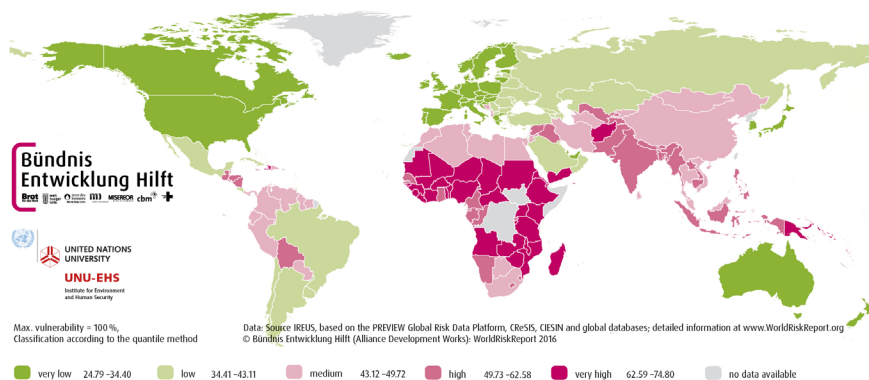 Bündnis
Entwicklung Hilft
MISEREOR cbm
UNITED NATIONS
UNIVERSITY
UNU-EHS
Institute for Environment
and Human Security
Max. vulnerability = 100 %,
Classification according to the quantile method
Data: Source IREUS, based on the PREVIEW Global Risk Data Platform, CReSIS, CIESIN and global databases; detailed information at www.WorldRiskReport.org
© Bündnis Entwicklung Hilft (Alliance Development Works): WorldRiskReport 2016
very low 24.79 –34.40
low 34.41 –43.11
medium 43.12 –49.72
high 49.73 –62.58
very high 62.59 –74.80
no data available